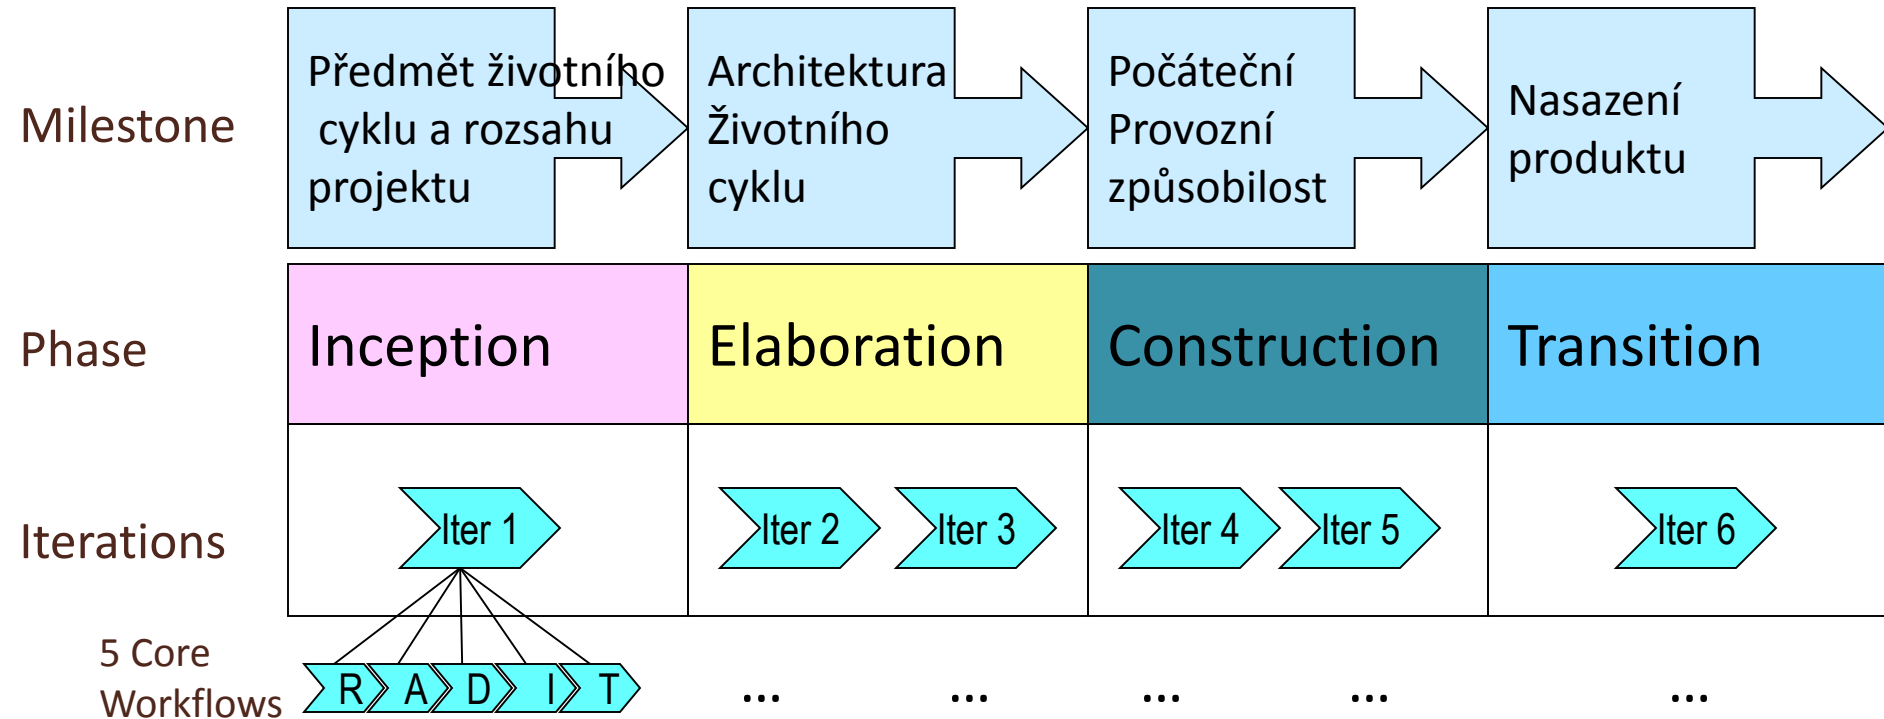 Milestone
Předmět životního
cyklu a rozsahu
projektu
Architektura
Životního
cyklu
Počáteční
Provozní
způsobilost
Nasazení
produktu
Phase
Inception
Elaboration
Construction
Transition
Iterations
Iter 1
Iter 2
Iter 3
Iter 4
Iter 5
Iter 6
5 Core
Workflows
R A D I T
... ... ... ... ...